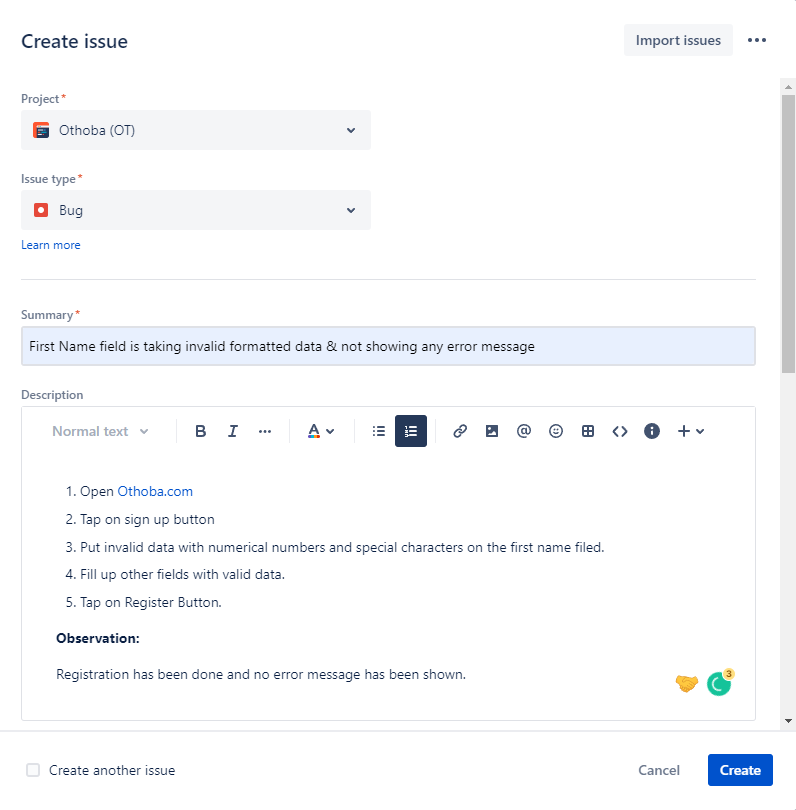 Create issue
Import issues
Project*
Othoba (OT)
Issue type*
Bug
Learn more
Summary*
First Name field is taking invalid formatted data & not showing any error message
Description
Normal text
B I ... A @ <> +
1. Open Othoba.com
2. Tap on sign up button
3. Put invalid data with numerical numbers and special characters on the first name filed.
4. Fill up other fields with valid data.
5. Tap on Register Button.
Observation:
Registration has been done and no error message has been shown.
3
Create another issue
Cancel
Create